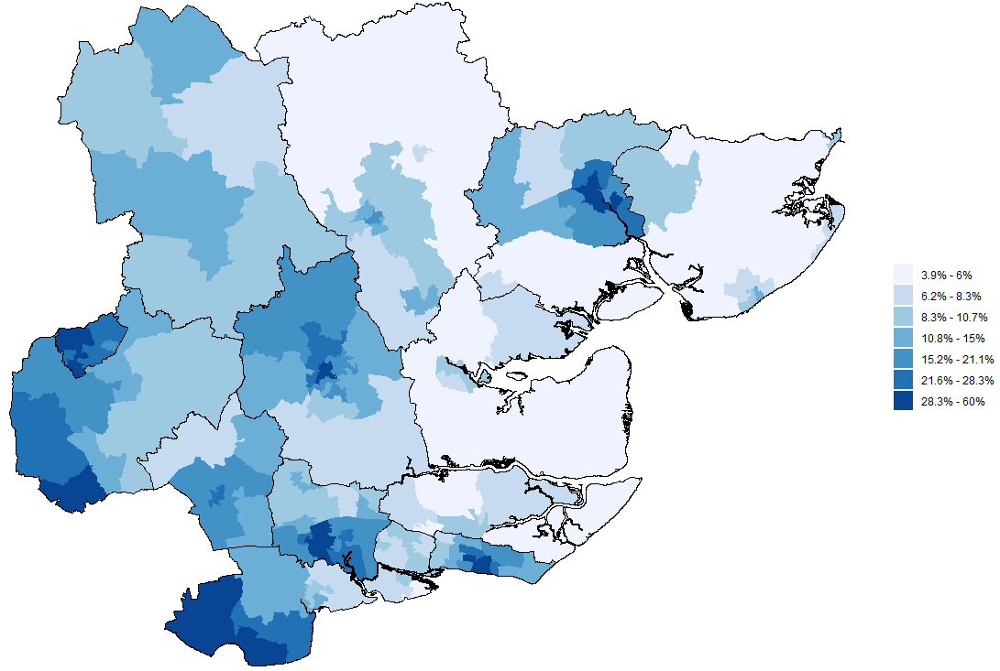 3.9% - 6%
6.2% - 8.3%
8.3% - 10.7%
10.8% - 15%
15.2% - 21.1%
21.6% - 28.3%
28.3% - 60%